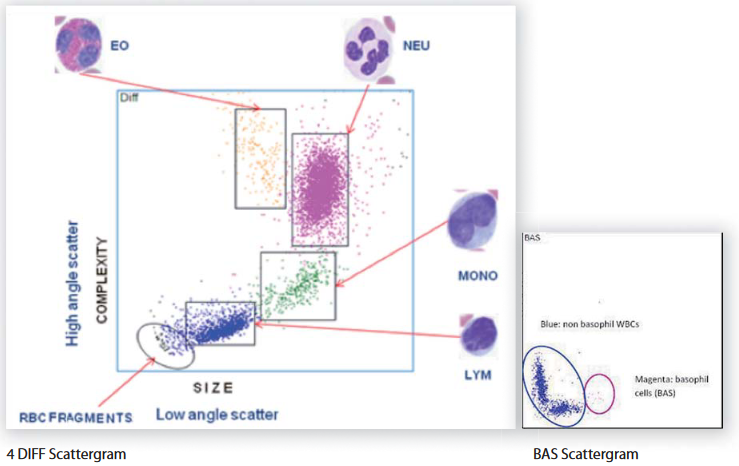 EO
NEU
Diff
High angle scatter
COMPLEXITY
MONO
LYM
SIZE
RBC FRAGMENTS
Low angle scatter
4 DIFF Scattergram
BAS
Blue: non basophil WBCs
Magenta: basophil
cells (BAS)
BAS Scattergram